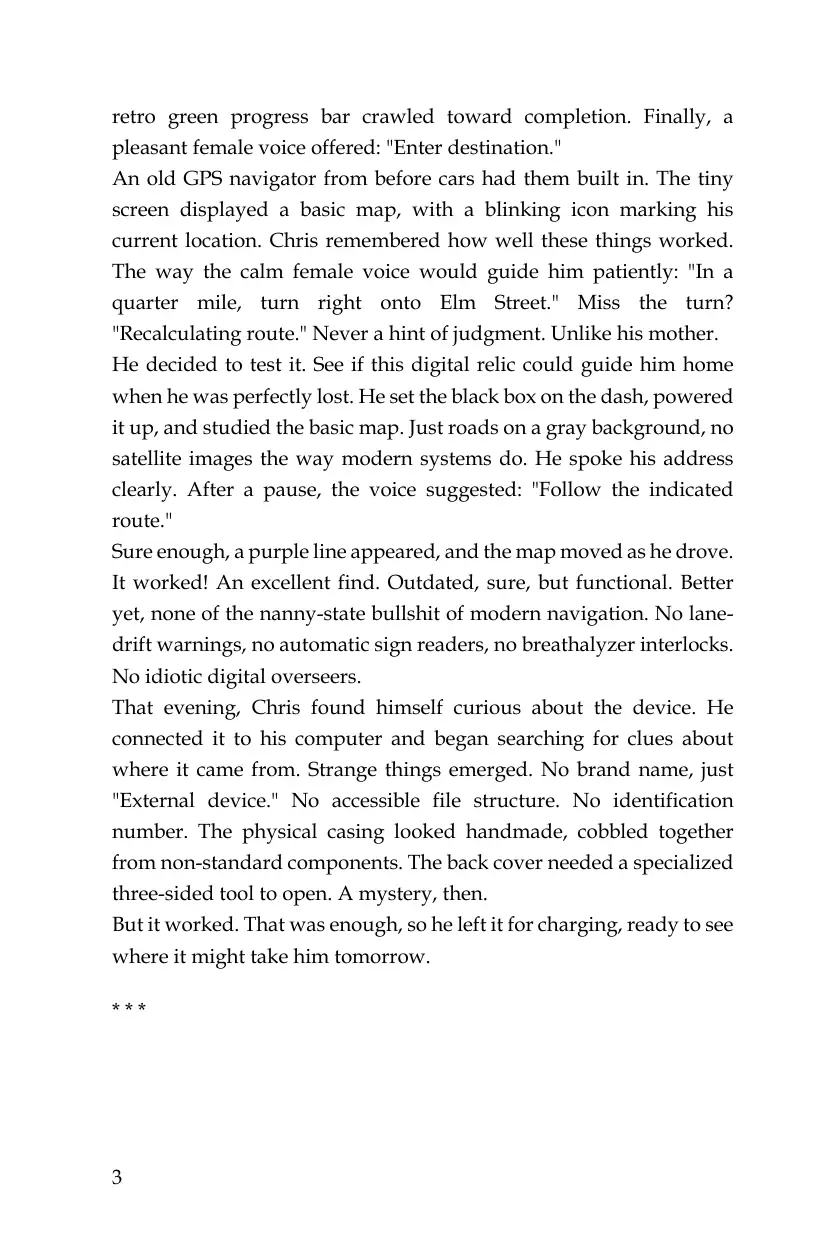 retro green progress bar crawled toward completion. Finally, a
pleasant female voice offered: "Enter destination."
An old GPS navigator from before cars had them built in. The tiny
screen displayed a basic map, with a blinking icon marking his
current location. Chris remembered how well these things worked.
The way the calm female voice would guide him patiently: "In a
quarter mile, turn right onto Elm Street." Miss the turn?
"Recalculating route." Never a hint of judgment. Unlike his mother.
He decided to test it. See if this digital relic could guide him home
when he was perfectly lost. He set the black box on the dash, powered
it up, and studied the basic map. Just roads on a gray background, no
satellite images the way modern systems do. He spoke his address
clearly. After a pause, the voice suggested: "Follow the indicated
route."
Sure enough, a purple line appeared, and the map moved as he drove.
It worked! An excellent find. Outdated, sure, but functional. Better
yet, none of the nanny-state bullshit of modern navigation. No lane-
drift warnings, no automatic sign readers, no breathalyzer interlocks.
No idiotic digital overseers.
That evening, Chris found himself curious about the device. He
connected it to his computer and began searching for clues about
where it came from. Strange things emerged. No brand name, just
"External device." No accessible file structure. No identification
number. The physical casing looked handmade, cobbled together
from non-standard components. The back cover needed a specialized
three-sided tool to open. A mystery, then.
But it worked. That was enough, so he left it for charging, ready to see
where it might take him tomorrow.
* * *
3